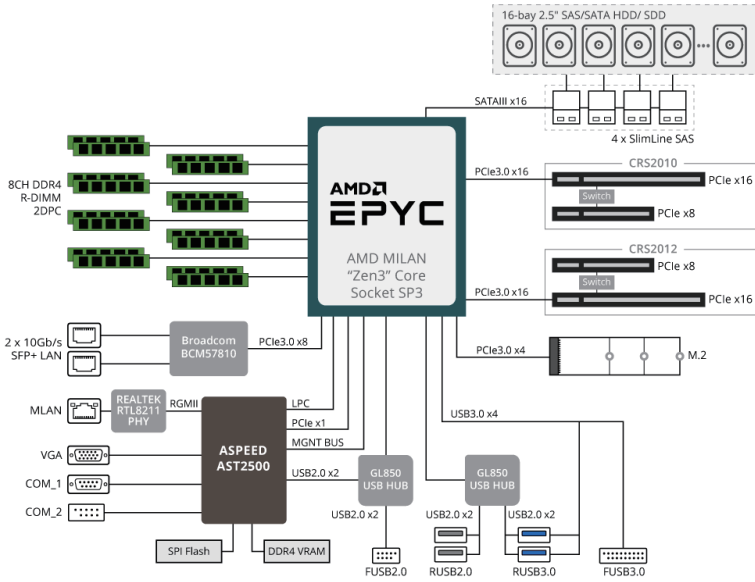 16-bay 2.5" SAS/SATA HDD/ SDD
SATAIII x16
4 x SlimLine SAS
8CH DDR4
R-DIMM
2DPC
AMD
EPYC
AMD MILAN
“Zen3” Core
Socket SP3
PCIe3.0 x16
CRS2010
PCIe x16
Switch
PCIe x8
CRS2012
PCIe x8
Switch
PCIe3.0 x16
PCIe x16
2 x 10Gb/s
SFP+ LAN
Broadcom
BCM57810
PCIe3.0 x8
PCIe3.0 x4
M.2
MLAN
REALTEK
RTL8211
PHY
RGMII
LPC
PCIe x1
MGNT BUS
USB2.0 x2
USB3.0 x4
VGA
COM_1
COM_2
ASPEED
AST2500
GL850
USB HUB
GL850
USB HUB
USB2.0 x2
USB2.0 x2
USB2.0 x2
SPI Flash
DDR4 VRAM
FUSB2.0
RUSB2.0
RUSB3.0
FUSB3.0